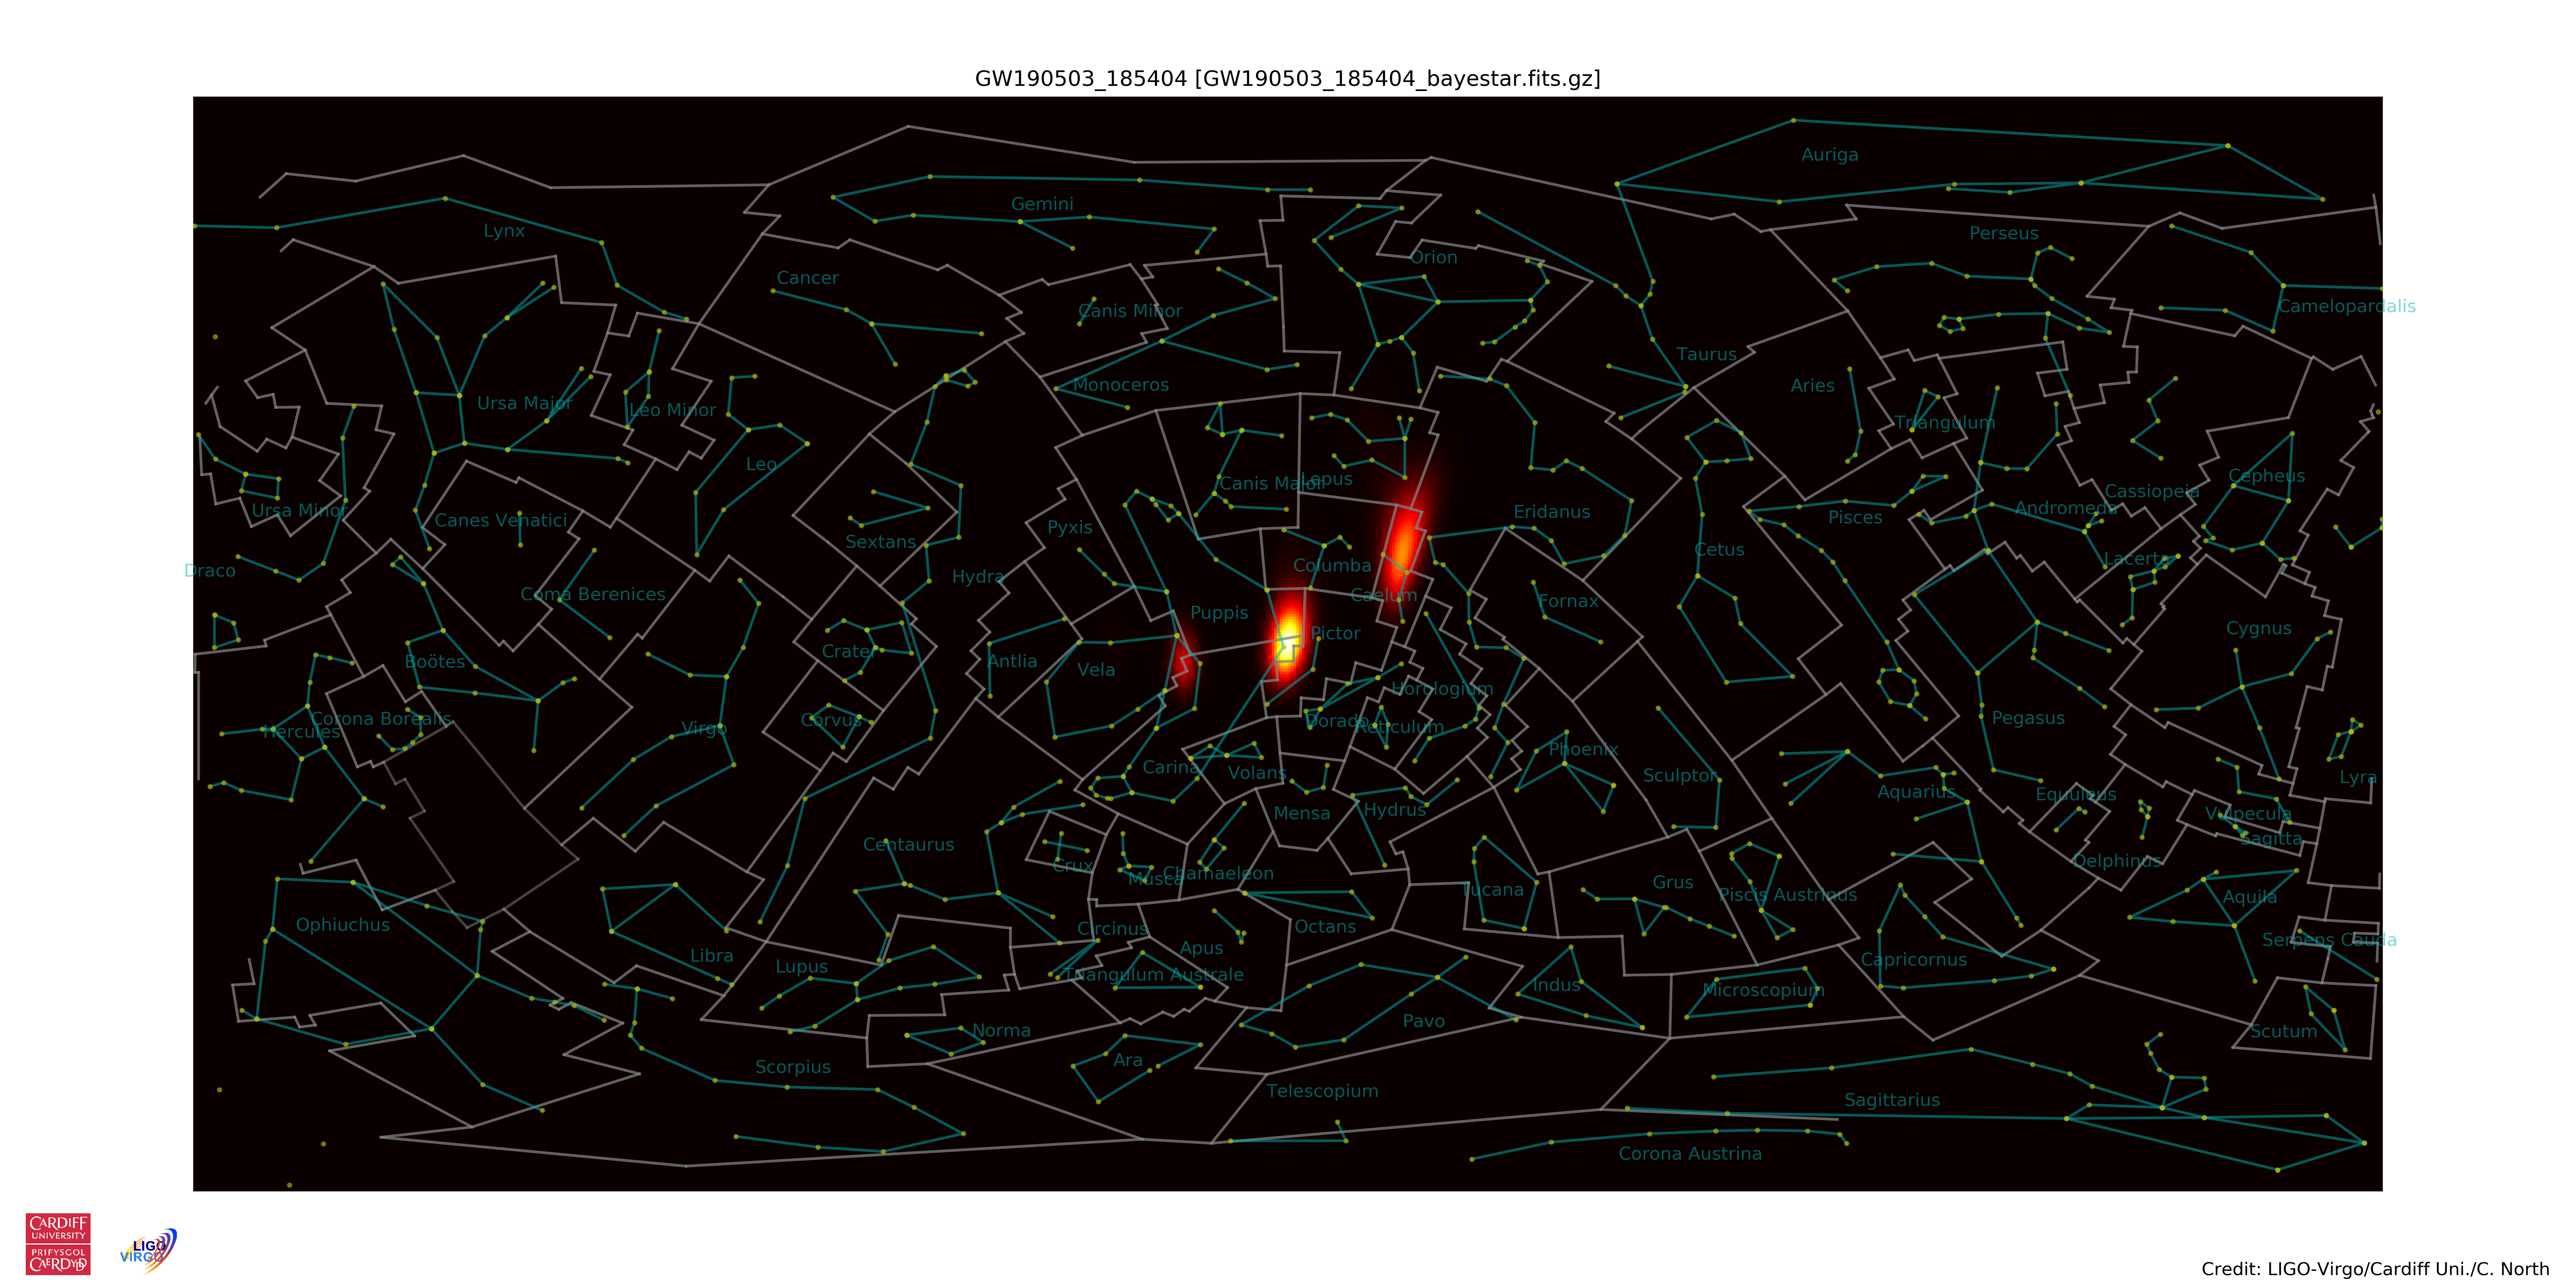 GW190503_185404 [GW190503_185404_bayestar.fits.gz]
Auriga
Gemini
Lynx
Perseus
Orion
Cancer
Camelopardalis
Canis Minor
Taurus
Monoceros
Aries
Ursa Major
Leo Minor
Triangulum
Leo
Lepus
Canis Major
Cepheus
Cassiopeia
Ursa Minor
Eridanus
Andromeda
Canes Venatici
Pyxis
Pisces
Sextans
Cetus
Lacerta
Columba
Draco
Hydra
Coma Berenices
Caelum
Fornax
Puppis
Cygnus
Pictor
Crater
Boötes
Antlia
Vela
Horologium
Corona Borealis
Corvus
Pegasus
Dorado
Reticulum
Virgo
Hercules
Phoenix
Carina
Volans
Sculptor
Lyra
Aquarius
Equuleus
Hydrus
Mensa
Vulpecula
Sagitta
Centaurus
Delphinus
Crux
Chamaeleon
Musca
Grus
Tucana
Piscis Austrinus
Aquila
Ophiuchus
Octans
Circinus
Serpens Cauda
Apus
Libra
Capricornus
Lupus
Triangulum Australe
Indus
Microscopium
Pavo
Norma
Scutum
Ara
Scorpius
Telescopium
Sagittarius
Corona Austrina
CARDIFF
UNIVERSITY
PRIFYSGOL
CAERDYDD
LIGO
VIRGO
Credit: LIGO-Virgo/Cardiff Uni./C. North